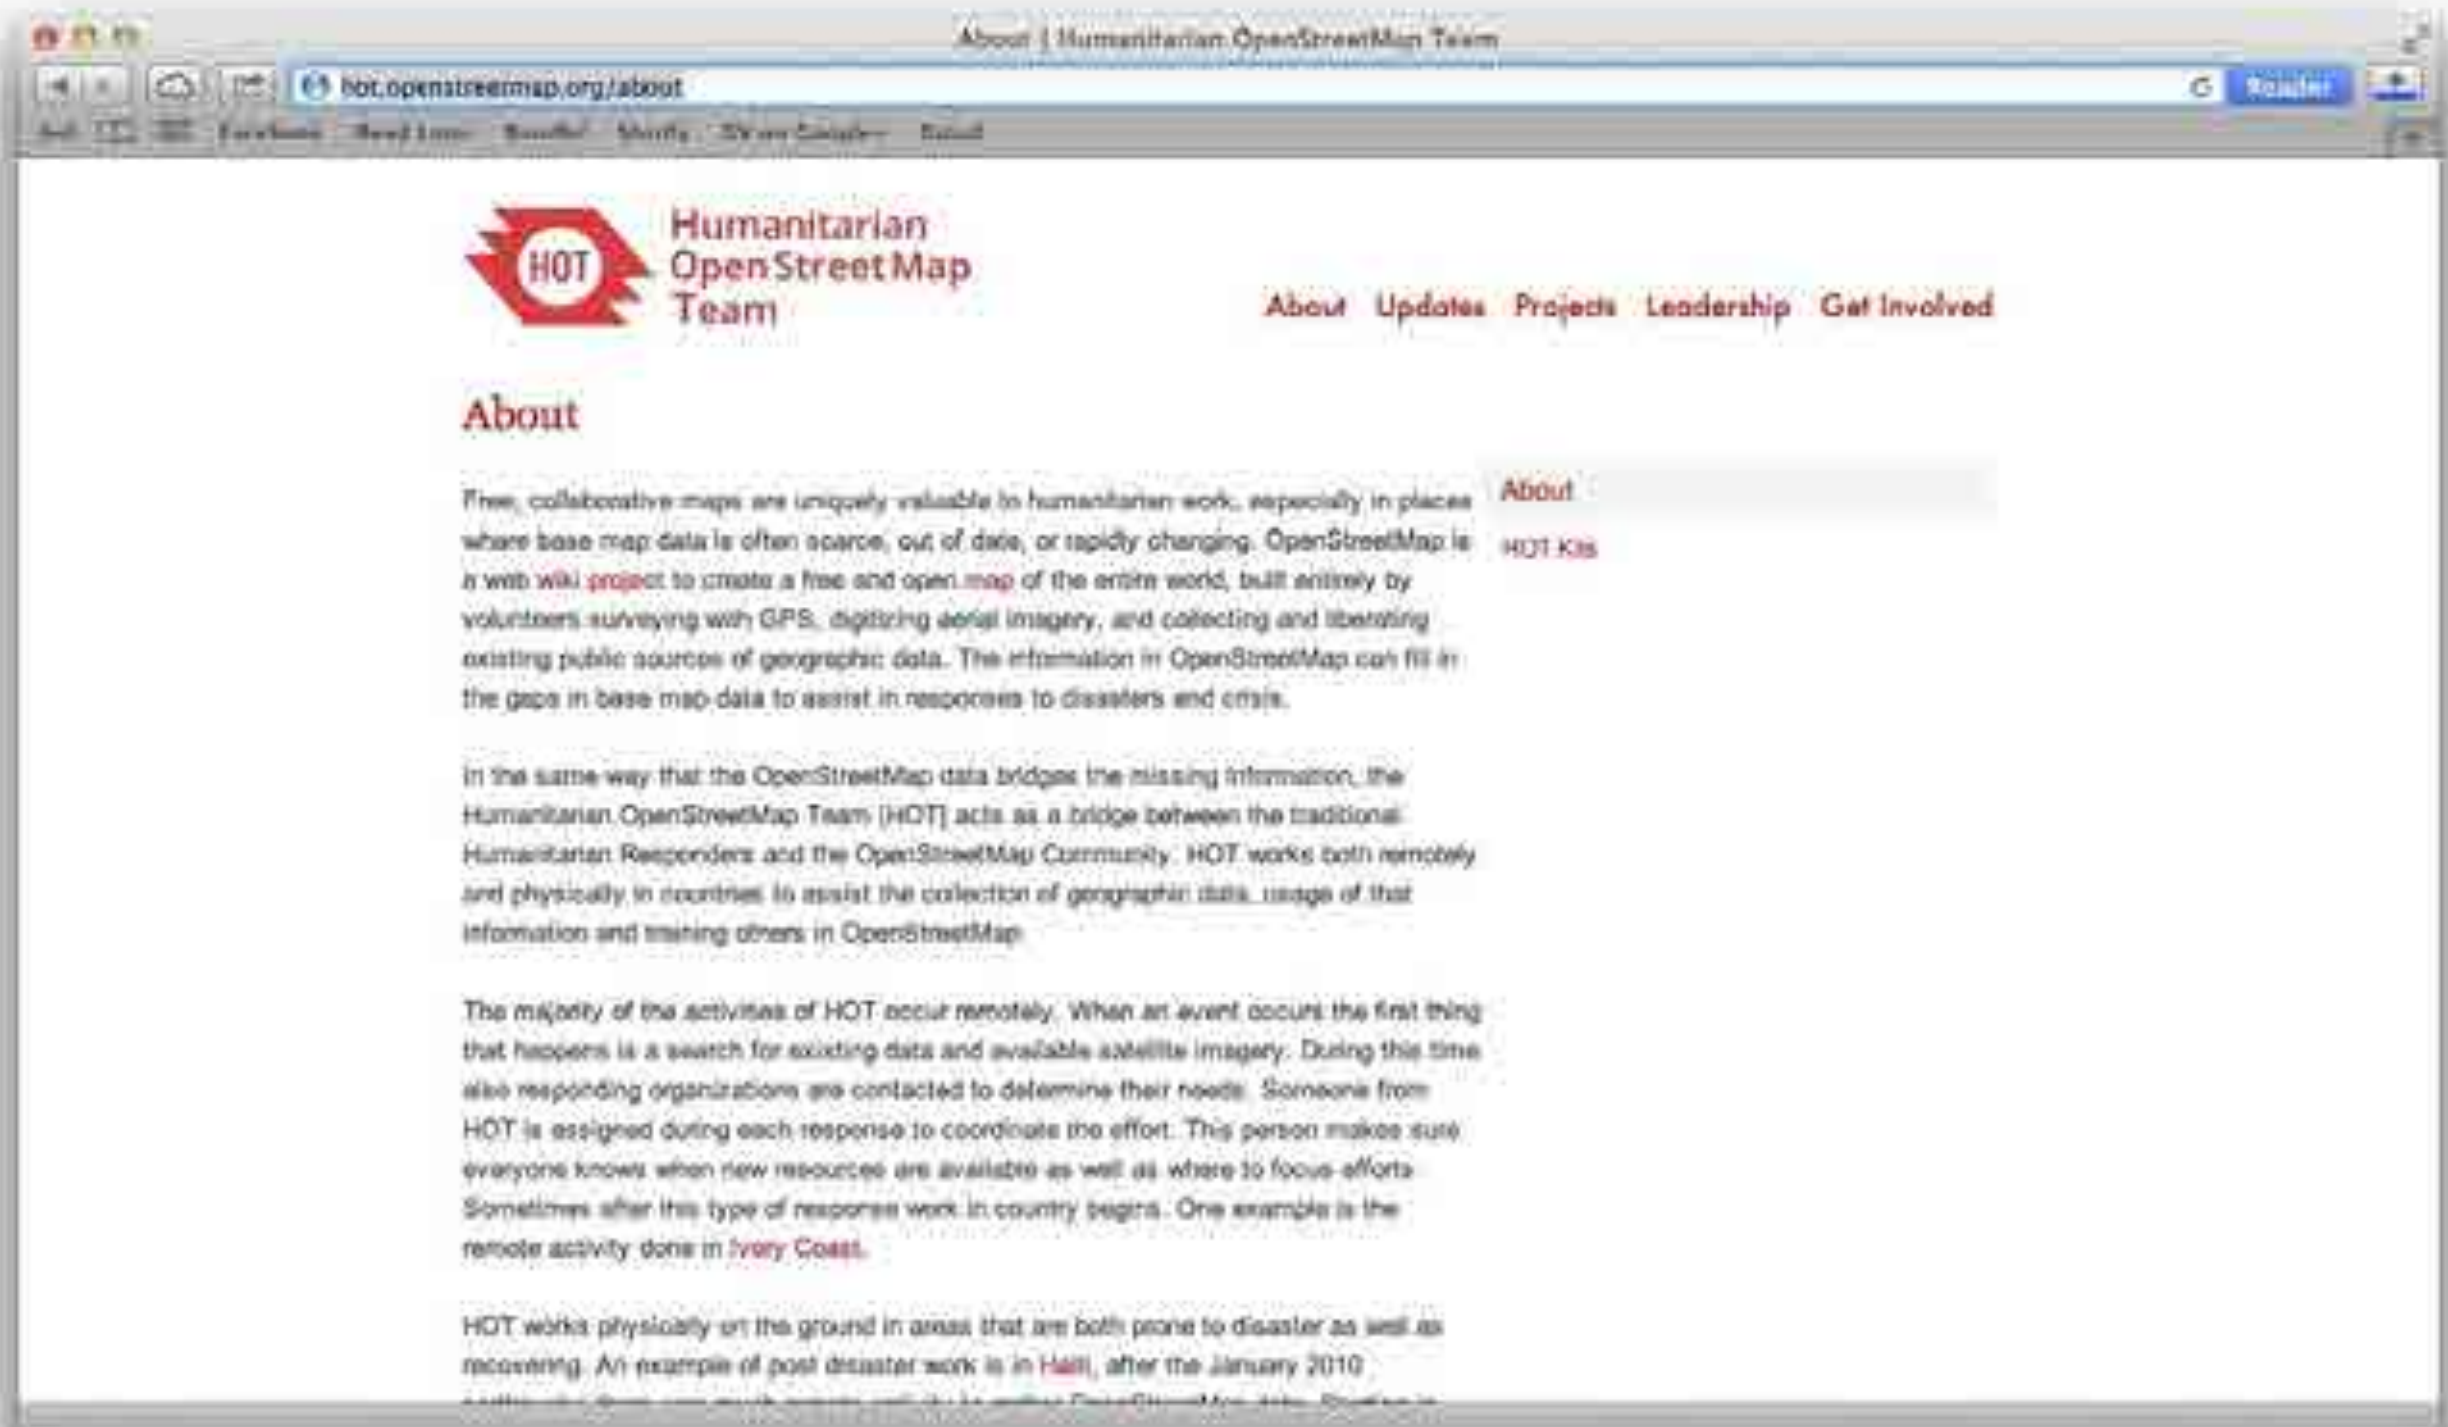 About | Humanitarian OpenStreetMap Team
hot.openstreetmap.org/about
Reader
Facebook Read Later
HOT
Humanitarian
OpenStreetMap
Team
About Updates Projects Leadership Get Involved
About
Free, collaborative maps are uniquely valuable to humanitarian work, especially in places
where base map data is often scarce, out of date, or rapidly changing. OpenStreetMap is
a web wiki project to create a free and open map of the entire world, built entirely by
volunteers surveying with GPS, digitizing aerial imagery, and collecting and liberating
existing public sources of geographic data. The information in OpenStreetMap can fill in
the gaps in base map data to assist in responses to disasters and crisis.
About
HOT Kits
In the same way that the OpenStreetMap data bridges the missing information, the
Humanitarian OpenStreetMap Team [HOT] acts as a bridge between the traditional
Humanitarian Responders and the OpenStreetMap Community. HOT works both remotely
and physically in countries to assist the collection of geographic data, usage of that
information and training others in OpenStreetMap
The majority of the activities of HOT occur remotely. When an event occurs the first thing
that happens is a search for existing data and available satellite imagery. During this time
also responding organizations are contacted to determine their needs. Someone from
HOT is assigned during each response to coordinate the effort. This person makes sure
everyone knows when new resources are available as well as where to focus efforts
Sometimes after this type of response work in country begins. One example is the
remote activity done in Ivory Coast.
HOT works physically on the ground in areas that are both prone to disaster as well as
recovering. An example of post disaster work is in Haiti, after the January 2010